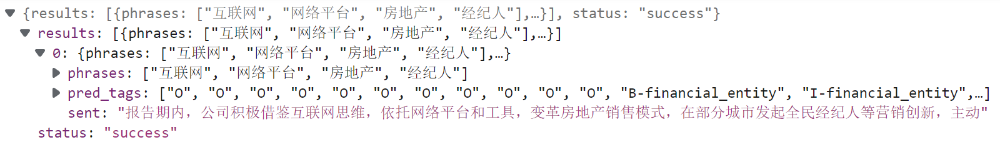 {results: [{phrases: ["互联网", "网络平台", "房地产", "经纪人"],…}], status: "success"}
results: [{phrases: ["互联网", "网络平台", "房地产", "经纪人"],…}]
0: {phrases: ["互联网", "网络平台", "房地产", "经纪人"],…}
phrases: ["互联网", "网络平台", "房地产", "经纪人"]
pred_tags: ["O", "O", "O", "O", "O", "O", "O", "O", "O", "O", "O", "B-financial_entity", "I-financial_entity",…]
sent: "报告期内，公司积极借鉴互联网思维，依托网络平台和工具，变革房地产销售模式，在部分城市发起全民经纪人等营销创新，主动"
status: "success"